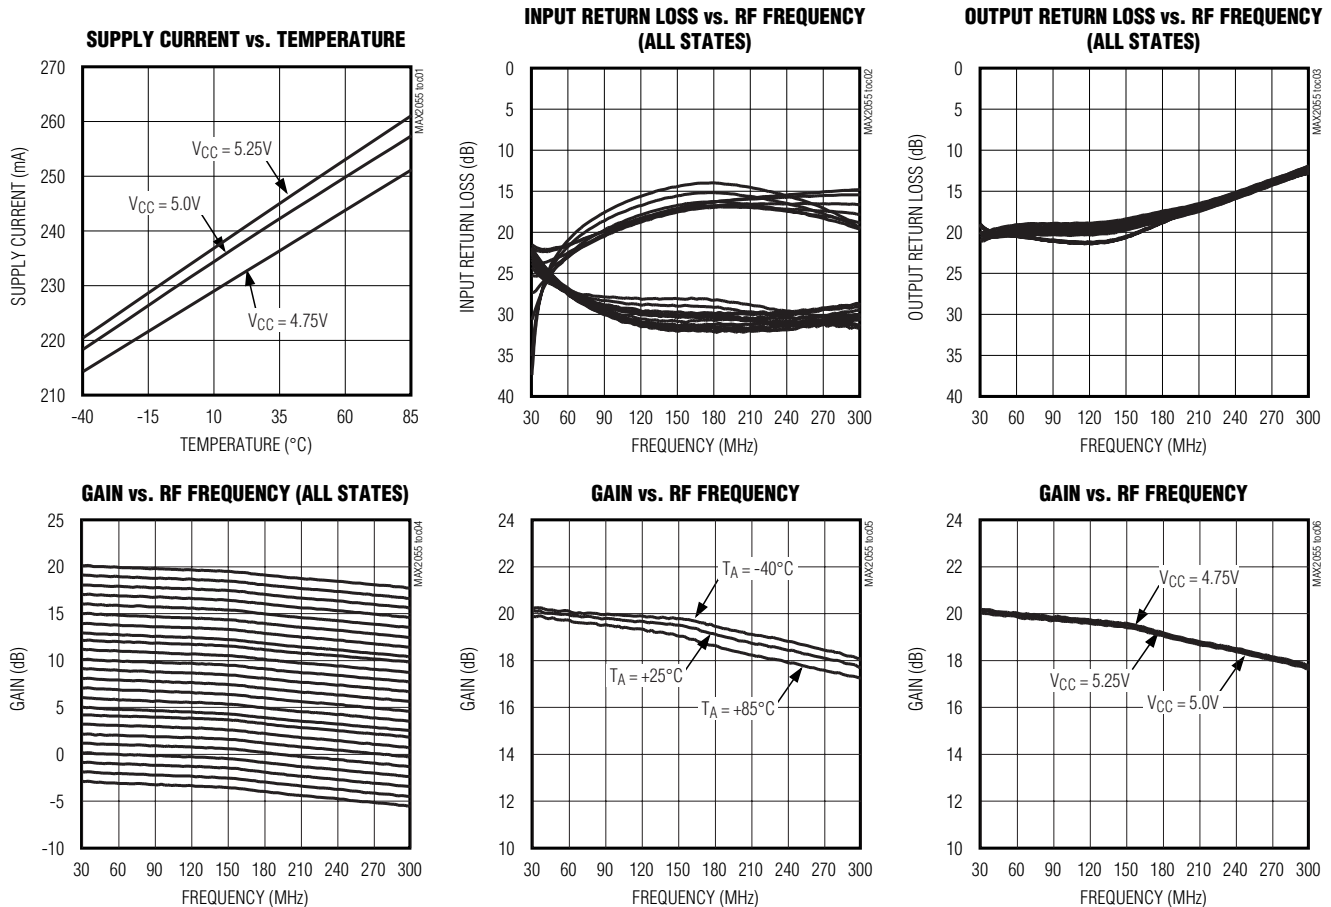 SUPPLY CURRENT vs. TEMPERATURE
270
260
250
240
230
220
210
SUPPLY CURRENT (mA)
VCC = 5.25V
VCC = 5.0V
VCC = 4.75V
-40 -15 10 35 60 85
TEMPERATURE (°C)
MAX2055 toc01
INPUT RETURN LOSS vs. RF FREQUENCY
(ALL STATES)
0
5
10
15
20
25
30
35
40
INPUT RETURN LOSS (dB)
30 60 90 120 150 180 210 240 270 300
FREQUENCY (MHz)
MAX2055 toc02
OUTPUT RETURN LOSS vs. RF FREQUENCY
(ALL STATES)
0
5
10
15
20
25
30
35
40
OUTPUT RETURN LOSS (dB)
30 60 90 120 150 180 210 240 270 300
FREQUENCY (MHz)
MAX2055 toc03
GAIN vs. RF FREQUENCY (ALL STATES)
25
20
15
10
5
0
-5
-10
GAIN (dB)
30 60 90 120 150 180 210 240 270 300
FREQUENCY (MHz)
MAX2055 toc04
GAIN vs. RF FREQUENCY
24
22
20
18
16
14
12
10
GAIN (dB)
TA = -40°C
TA = +25°C
TA = +85°C
30 60 90 120 150 180 210 240 270 300
FREQUENCY (MHz)
MAX2055 toc05
GAIN vs. RF FREQUENCY
24
22
20
18
16
14
12
10
GAIN (dB)
VCC = 4.75V
VCC = 5.25V
VCC = 5.0V
30 60 90 120 150 180 210 240 270 300
FREQUENCY (MHz)
MAX2055 toc06